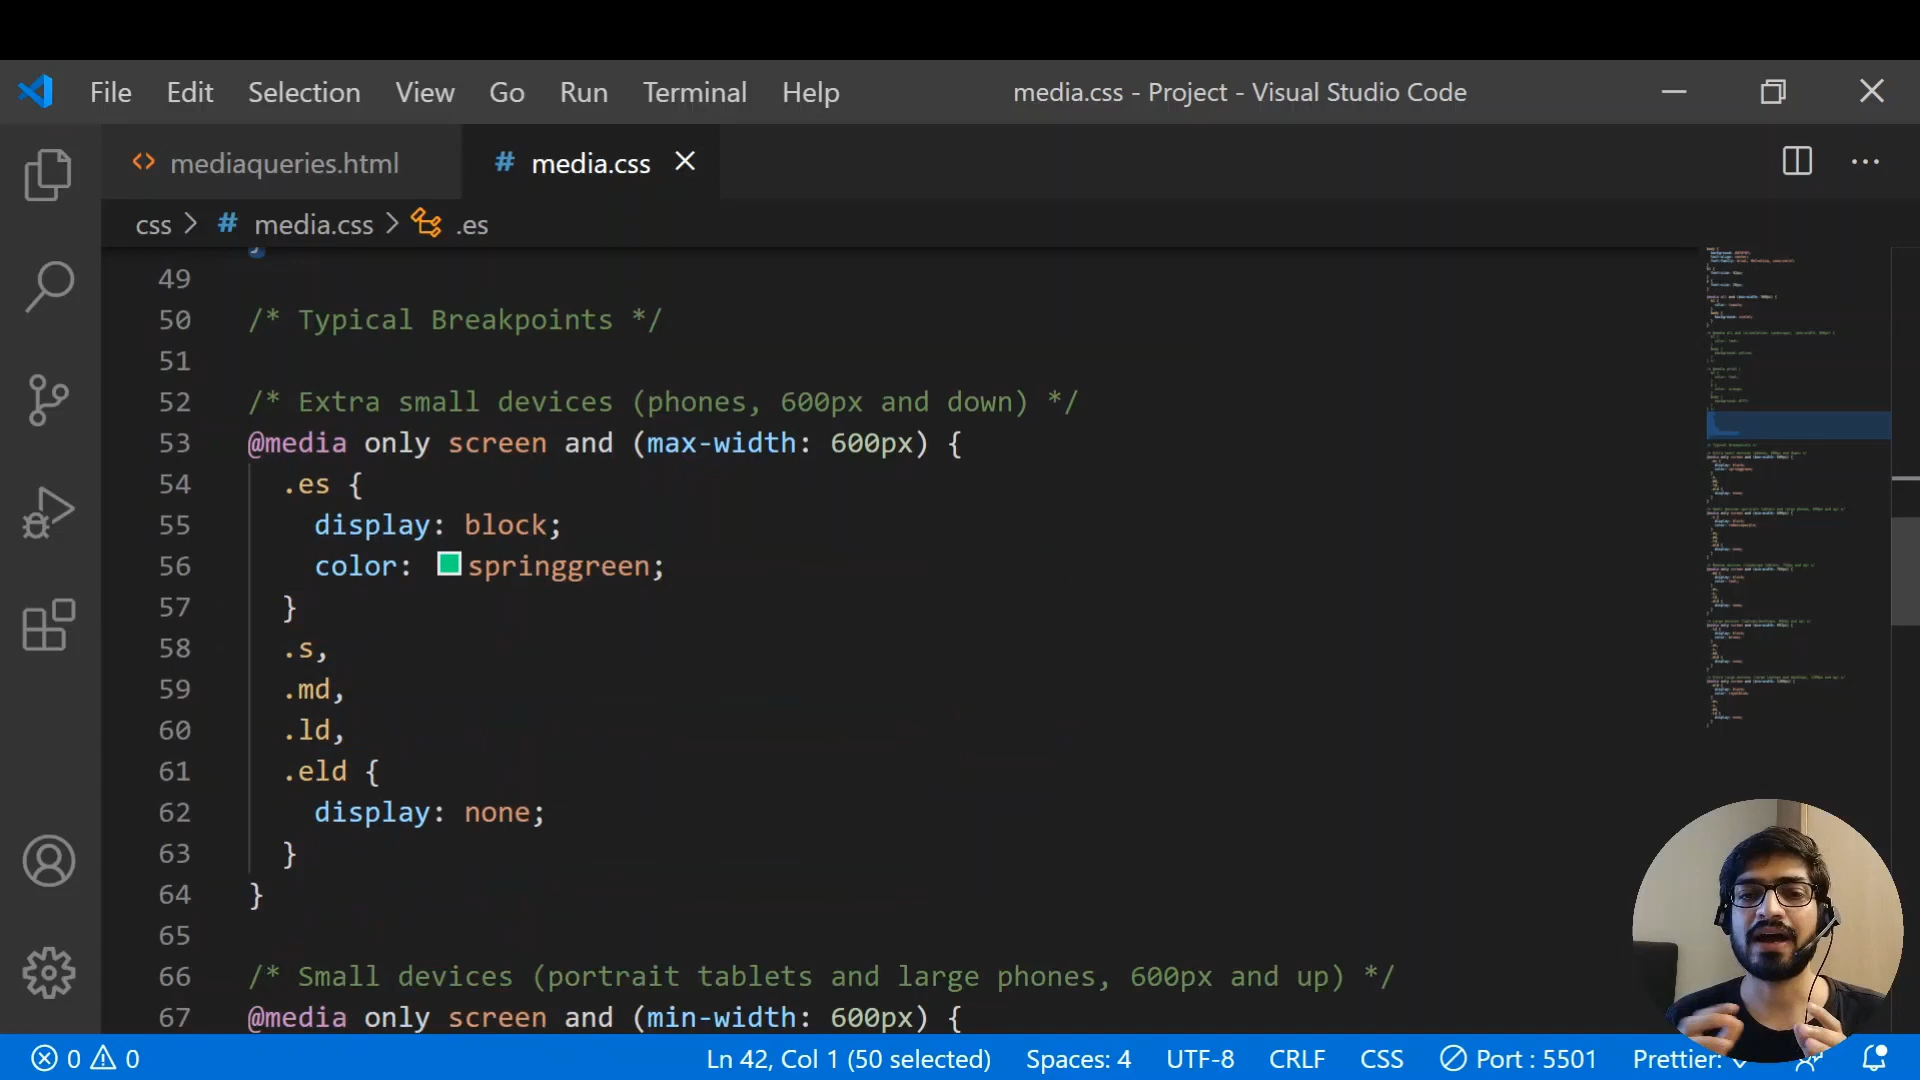 File Edit Selection View Go Run Terminal Help media.css - Project - Visual Studio Code
mediaqueries.html # media.css
css > # media.css > .es
49
50 /* Typical Breakpoints */
51
52 /* Extra small devices (phones, 600px and down) */
53 @media only screen and (max-width: 600px) {
54 .es {
55 display: block;
56 color: springgreen;
57 }
58 .s,
59 .md,
60 .ld,
61 .eld {
62 display: none;
63 }
64 }
65
66 /* Small devices (portrait tablets and large phones, 600px and up) */
67 @media only screen and (min-width: 600px) {
0 0 Ln 42, Col 1 (50 selected) Spaces: 4 UTF-8 CRLF CSS Port : 5501 Prettier: